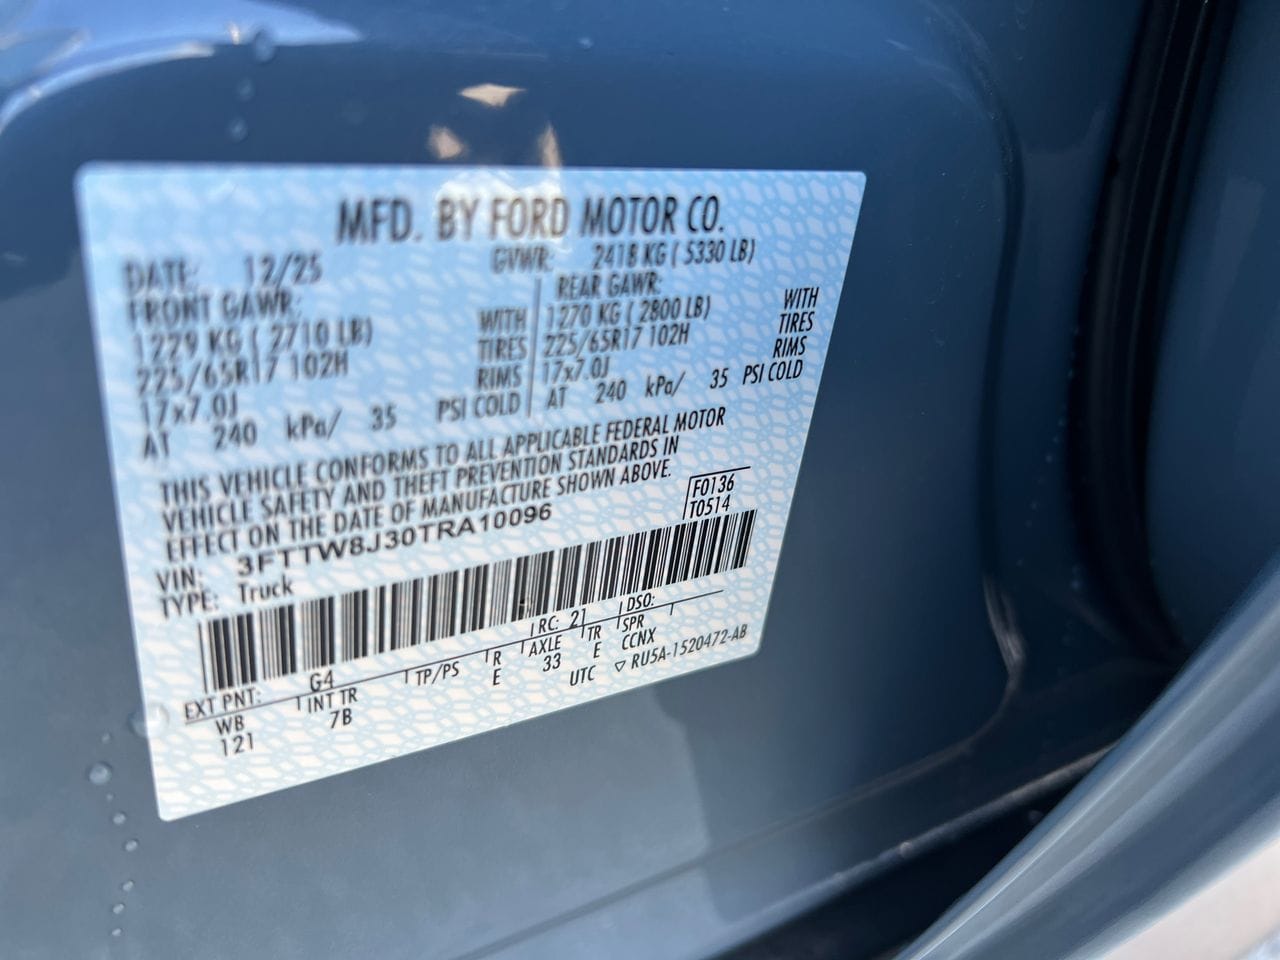 MFD. BY FORD MOTOR CO.
DATE: 12/25 GVWR: 2418 KG ( 5330 LB)
FRONT GAWR: REAR GAWR:
1229 KG ( 2710 LB) WITH 1270 KG ( 2800 LB) WITH
225/65R17 102H TIRES 225/65R17 102H TIRES
17x7.0J RIMS 17x7.0J RIMS
AT 240 kPa/ 35 PSI COLD AT 240 kPa/ 35 PSI COLD
THIS VEHICLE CONFORMS TO ALL APPLICABLE FEDERAL MOTOR
VEHICLE SAFETY AND THEFT PREVENTION STANDARDS IN
EFFECT ON THE DATE OF MANUFACTURE SHOWN ABOVE.
F0136
T0514
VIN: 3FTTW8J30TRA10096
TYPE: Truck
EXT PNT: G4 RC: 21 DSO:
WB INT TR TP/PS R AXLE TR SPR
121 7B E 33 E CCNX
UTC ▽ RU5A-1520472-AB